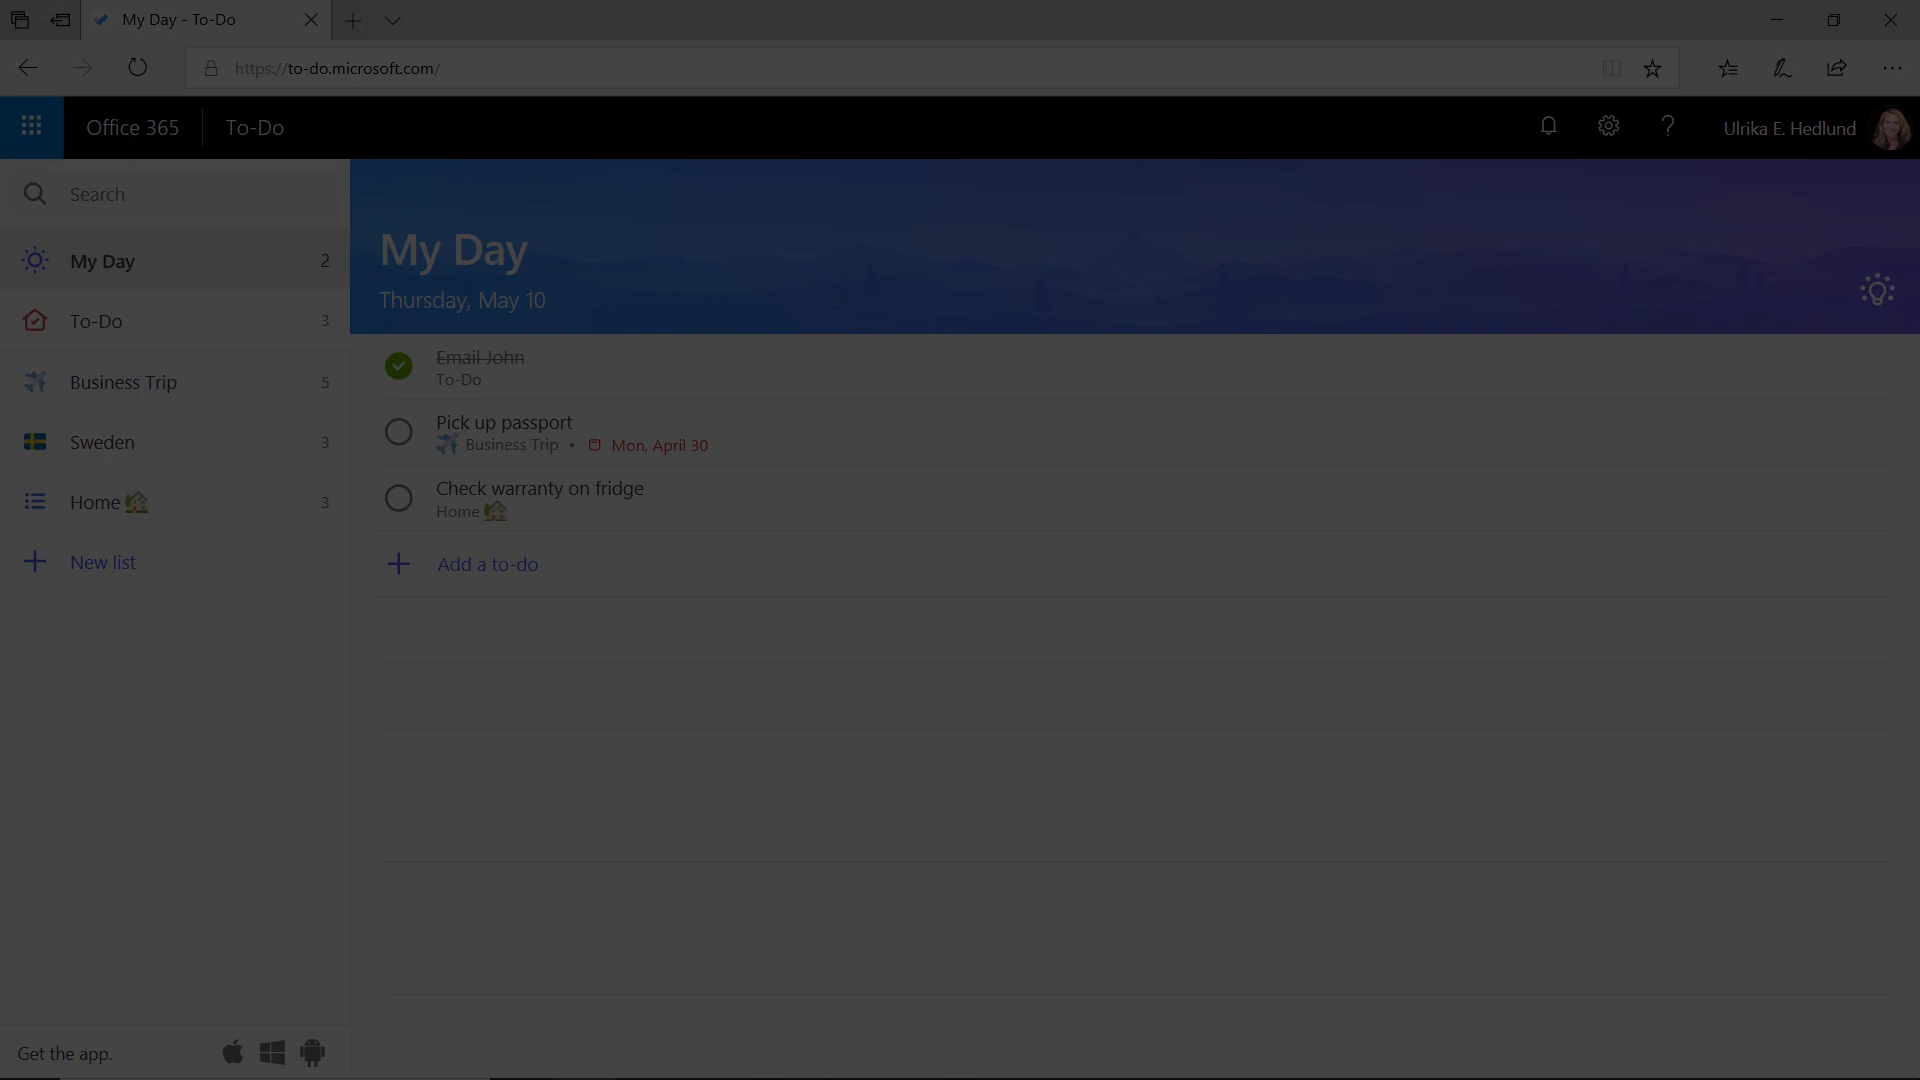 My Day - To-Do
https://to-do.microsoft.com/
Office 365
To-Do
Ulrika E. Hedlund
Search
My Day 2
To-Do 3
Business Trip 5
Sweden 3
Home 3
New list
My Day
Thursday, May 10
Email John
To-Do
Pick up passport
Business Trip • Mon, April 30
Check warranty on fridge
Home
Add a to-do
Get the app.